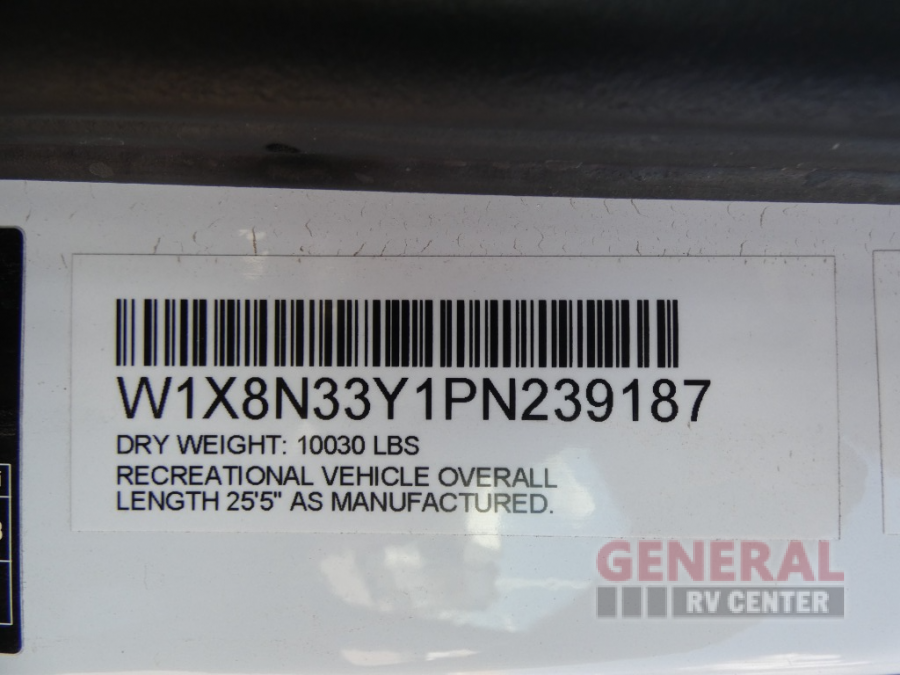 W1X8N33Y1PN239187
DRY WEIGHT: 10030 LBS
RECREATIONAL VEHICLE OVERALL
LENGTH 25'5" AS MANUFACTURED.
GENERAL
RV CENTER